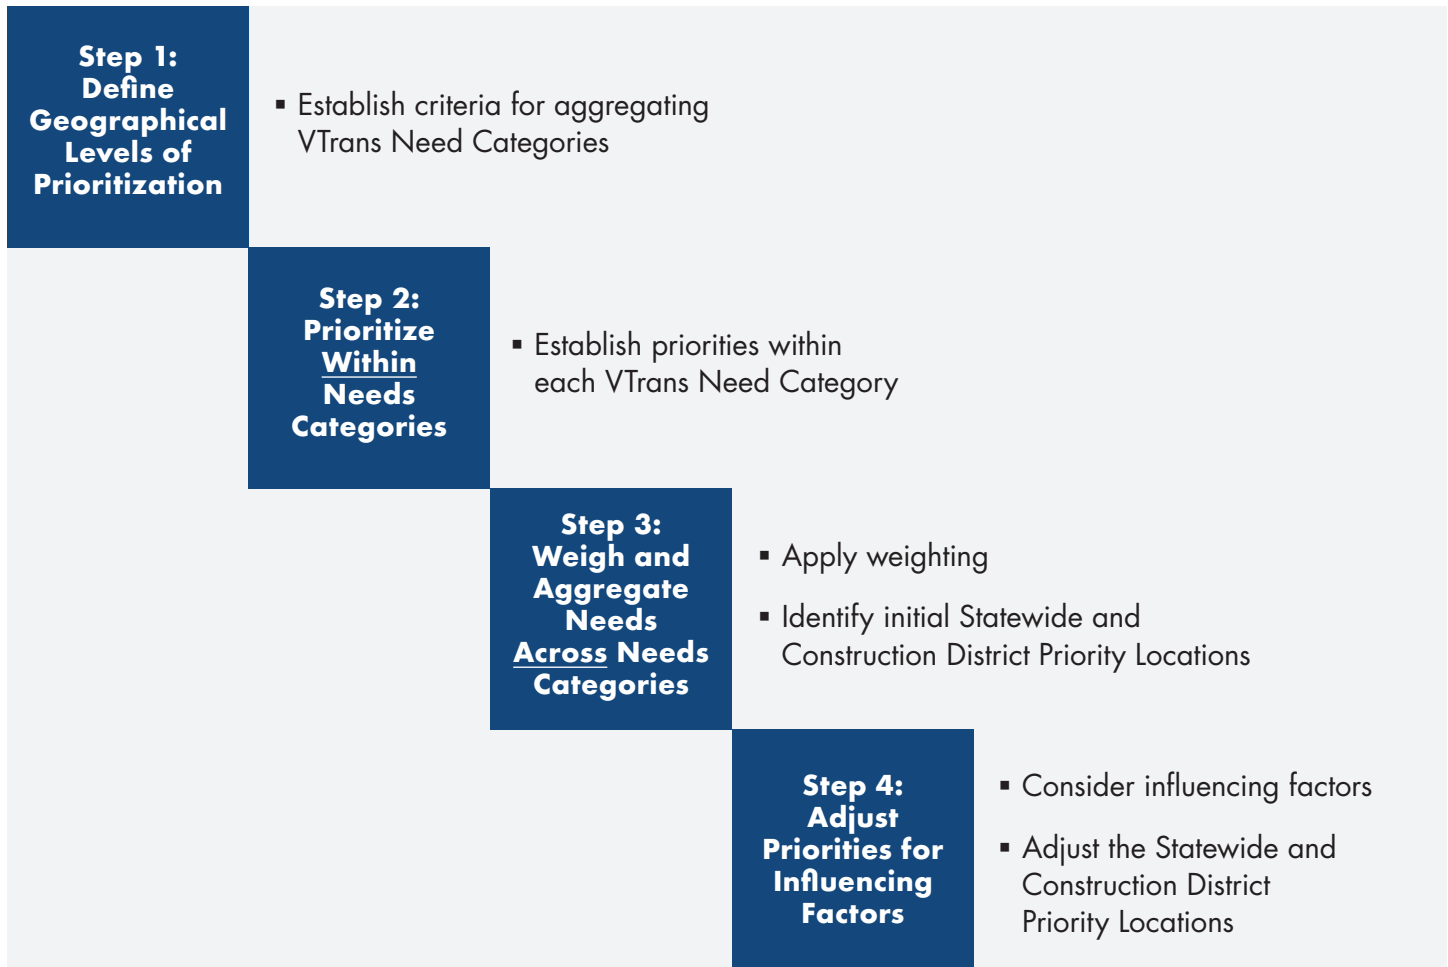 Step 1:
Define
Geographical
Levels of
Prioritization
▪ Establish criteria for aggregating
VTrans Need Categories
Step 2:
Prioritize
Within
Needs
Categories
▪ Establish priorities within
each VTrans Need Category
Step 3:
Weigh and
Aggregate
Needs
Across Needs
Categories
▪ Apply weighting
▪ Identify initial Statewide and
Construction District Priority Locations
Step 4:
Adjust
Priorities for
Influencing
Factors
▪ Consider influencing factors
▪ Adjust the Statewide and
Construction District
Priority Locations